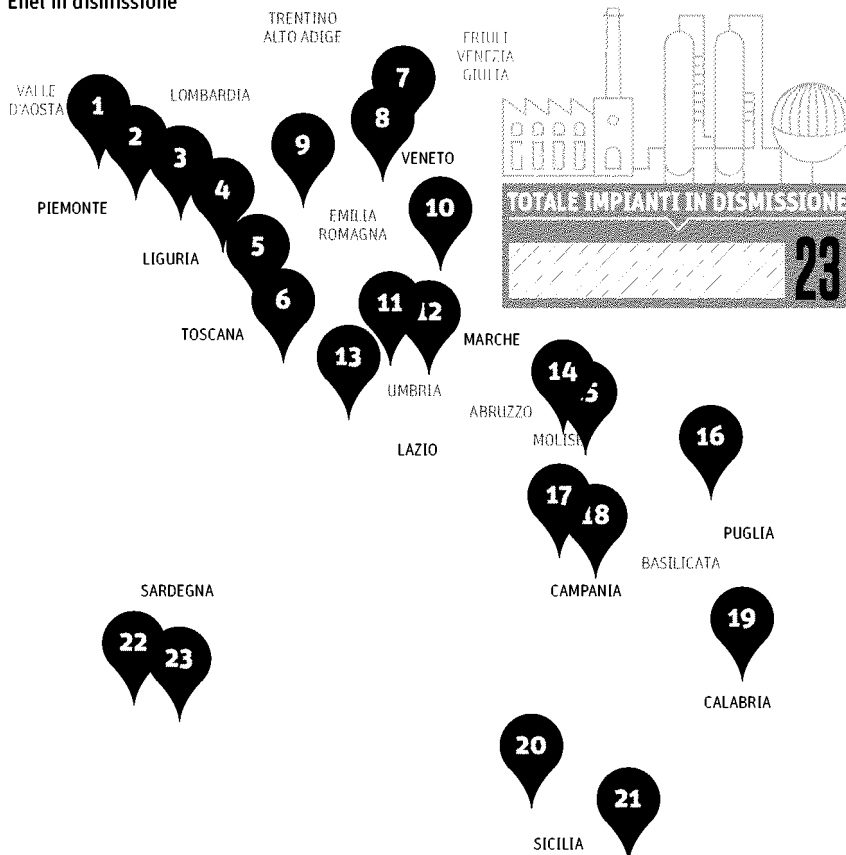 Enel in dismissione
TRENTINO
ALTO ADIGE
FRIULI
VENEZIA
GIULIA
VALLE
D'AOSTA
LOMBARDIA
1
2
3
4
5
6
7
8
9
10
VENETO
PIEMONTE
EMILIA
ROMAGNA
LIGURIA
TOTALE IMPIANTI IN DISMISSIONE
23
TOSCANA
11
12
13
MARCHE
UMBRIA
LAZIO
ABRUZZO
14
5
MOLISE
16
17
18
PUGLIA
BASILICATA
CAMPANIA
SARDEGNA
22
23
19
CALABRIA
20
21
SICILIA